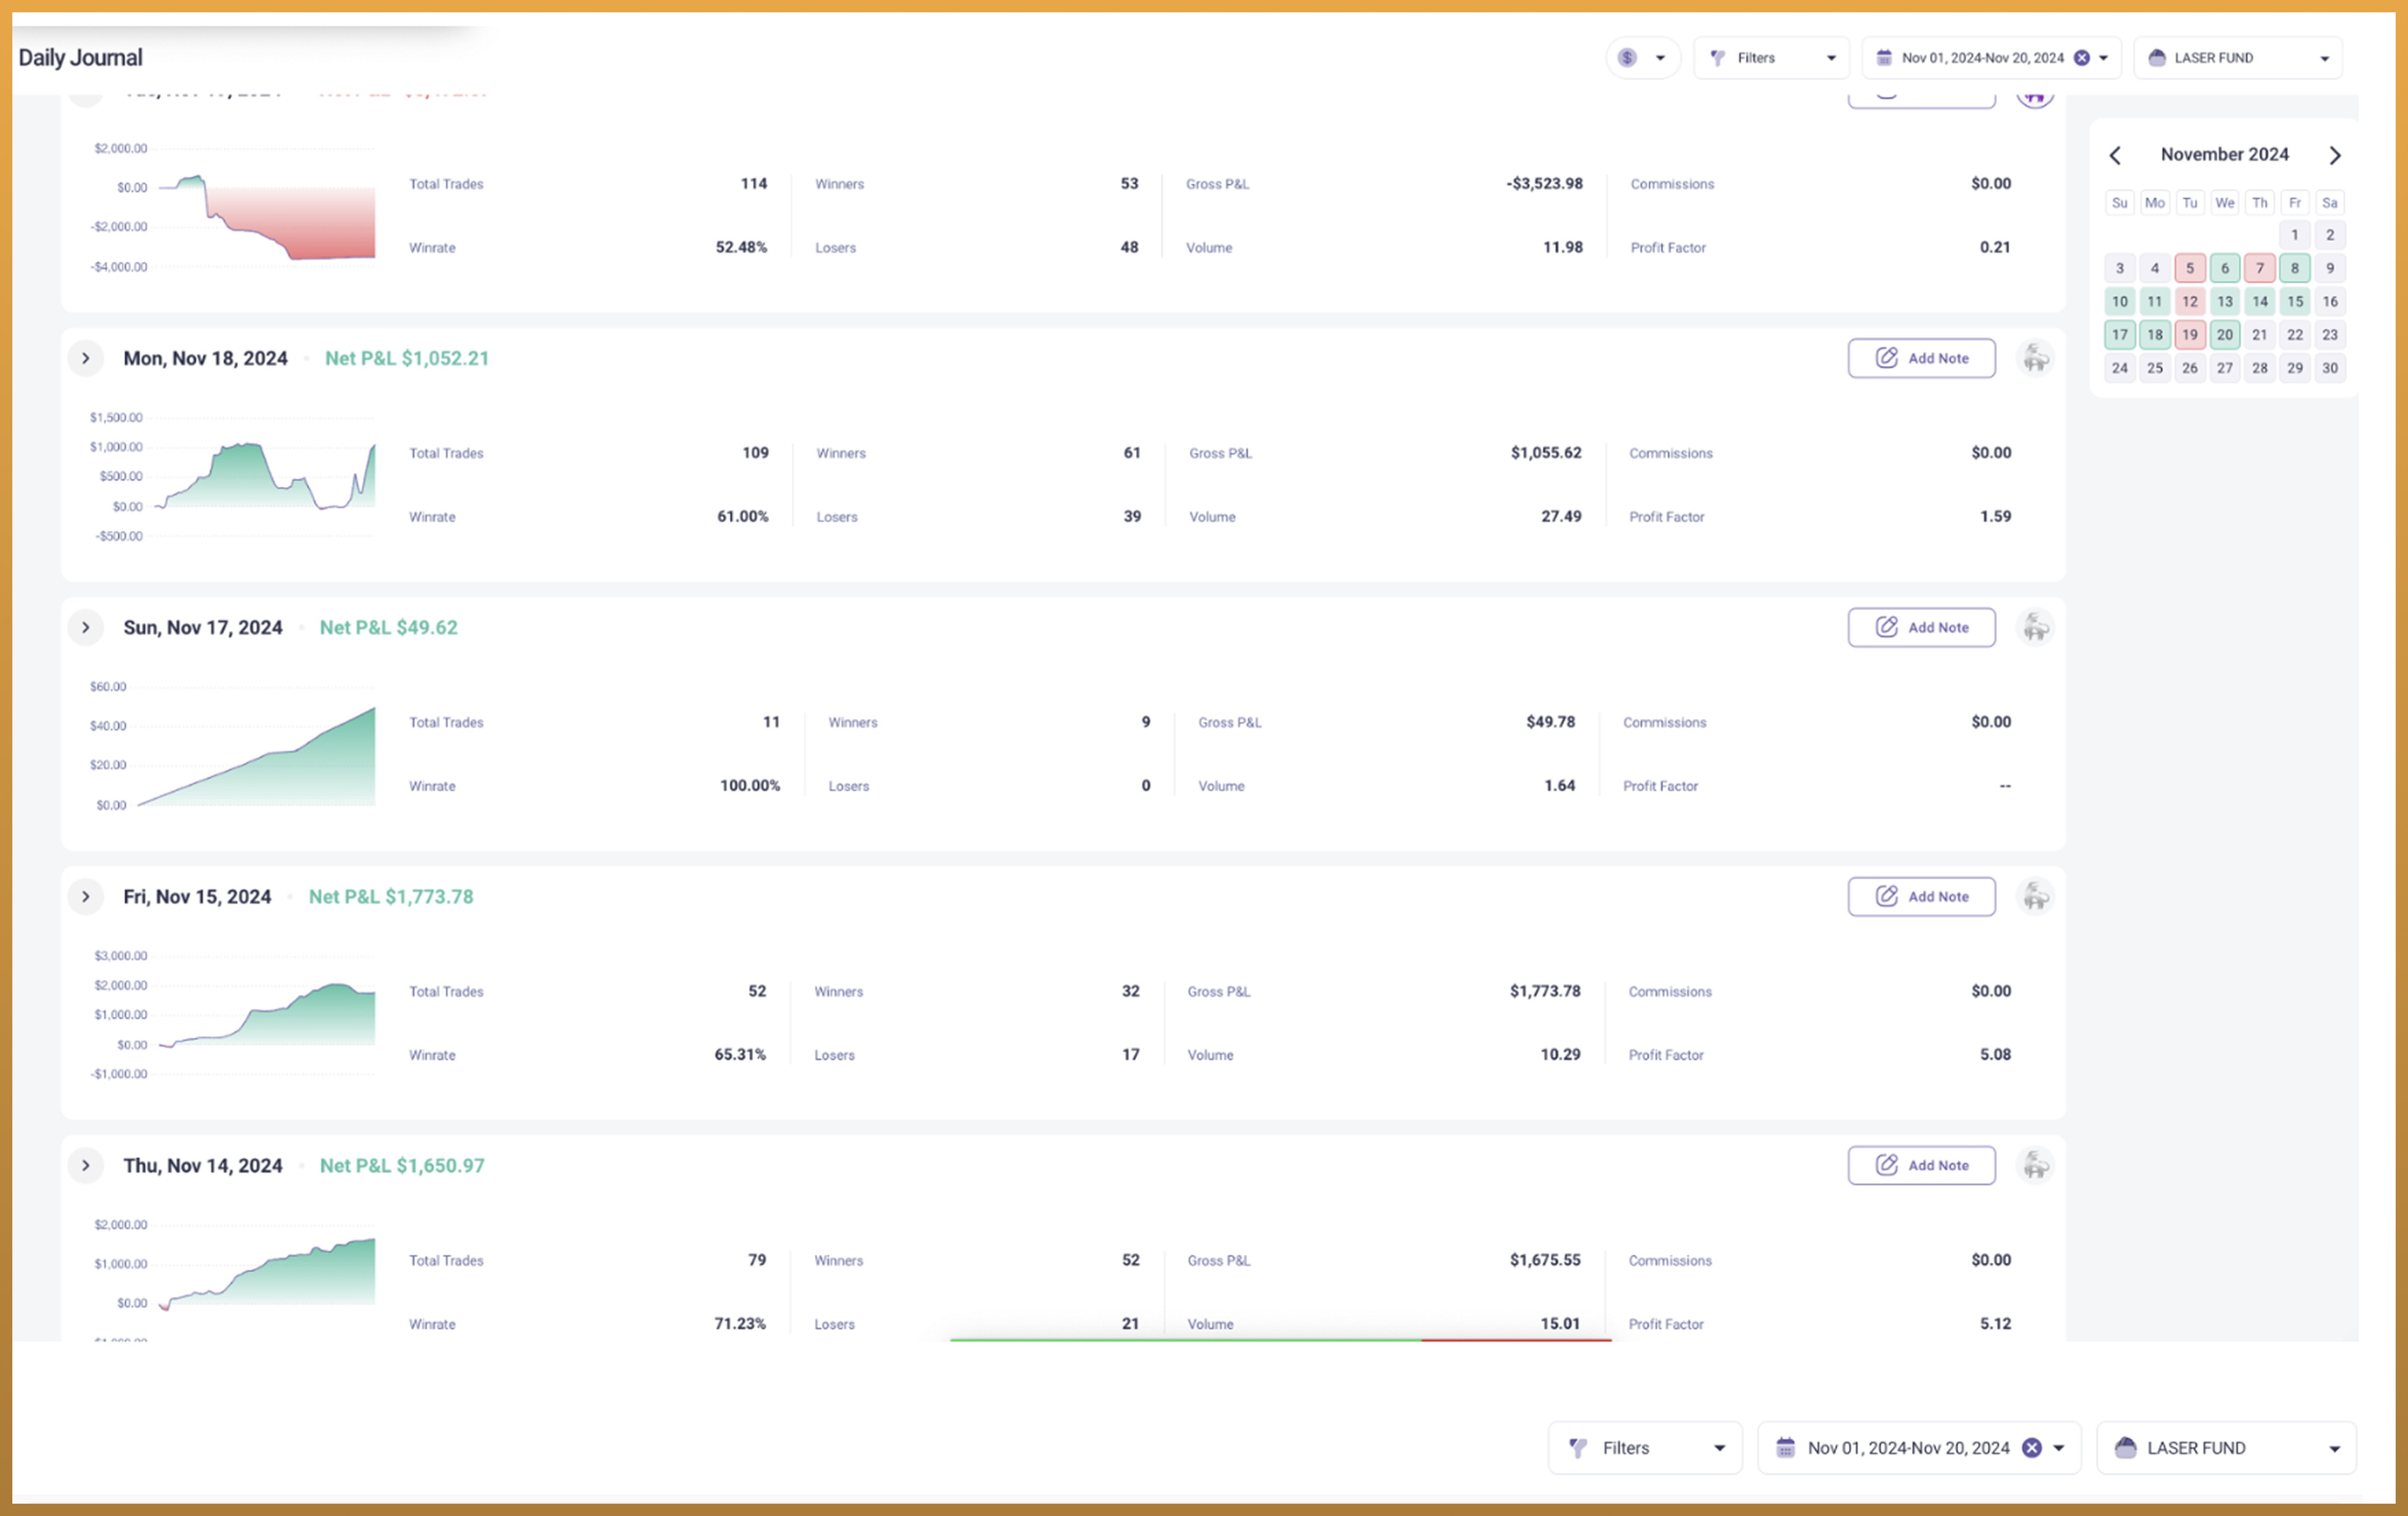 Daily Journal
$
Filters
Nov 01, 2024-Nov 20, 2024
LASER FUND
$2,000.00
$0.00
-$2,000.00
-$4,000.00
Total Trades 114 Winners 53 Gross P&L -$3,523.98 Commissions $0.00
Winrate 52.48% Losers 48 Volume 11.98 Profit Factor 0.21
November 2024
Su Mo Tu We Th Fr Sa
1 2
3 4 5 6 7 8 9
10 11 12 13 14 15 16
17 18 19 20 21 22 23
24 25 26 27 28 29 30
Mon, Nov 18, 2024 Net P&L $1,052.21
Add Note
$1,500.00
$1,000.00
$500.00
$0.00
-$500.00
Total Trades 109 Winners 61 Gross P&L $1,055.62 Commissions $0.00
Winrate 61.00% Losers 39 Volume 27.49 Profit Factor 1.59
Sun, Nov 17, 2024 Net P&L $49.62
Add Note
$60.00
$40.00
$20.00
$0.00
Total Trades 11 Winners 9 Gross P&L $49.78 Commissions $0.00
Winrate 100.00% Losers 0 Volume 1.64 Profit Factor --
Fri, Nov 15, 2024 Net P&L $1,773.78
Add Note
$3,000.00
$2,000.00
$1,000.00
$0.00
-$1,000.00
Total Trades 52 Winners 32 Gross P&L $1,773.78 Commissions $0.00
Winrate 65.31% Losers 17 Volume 10.29 Profit Factor 5.08
Thu, Nov 14, 2024 Net P&L $1,650.97
Add Note
$2,000.00
$1,000.00
$0.00
Total Trades 79 Winners 52 Gross P&L $1,675.55 Commissions $0.00
Winrate 71.23% Losers 21 Volume 15.01 Profit Factor 5.12
Filters
Nov 01, 2024-Nov 20, 2024
LASER FUND